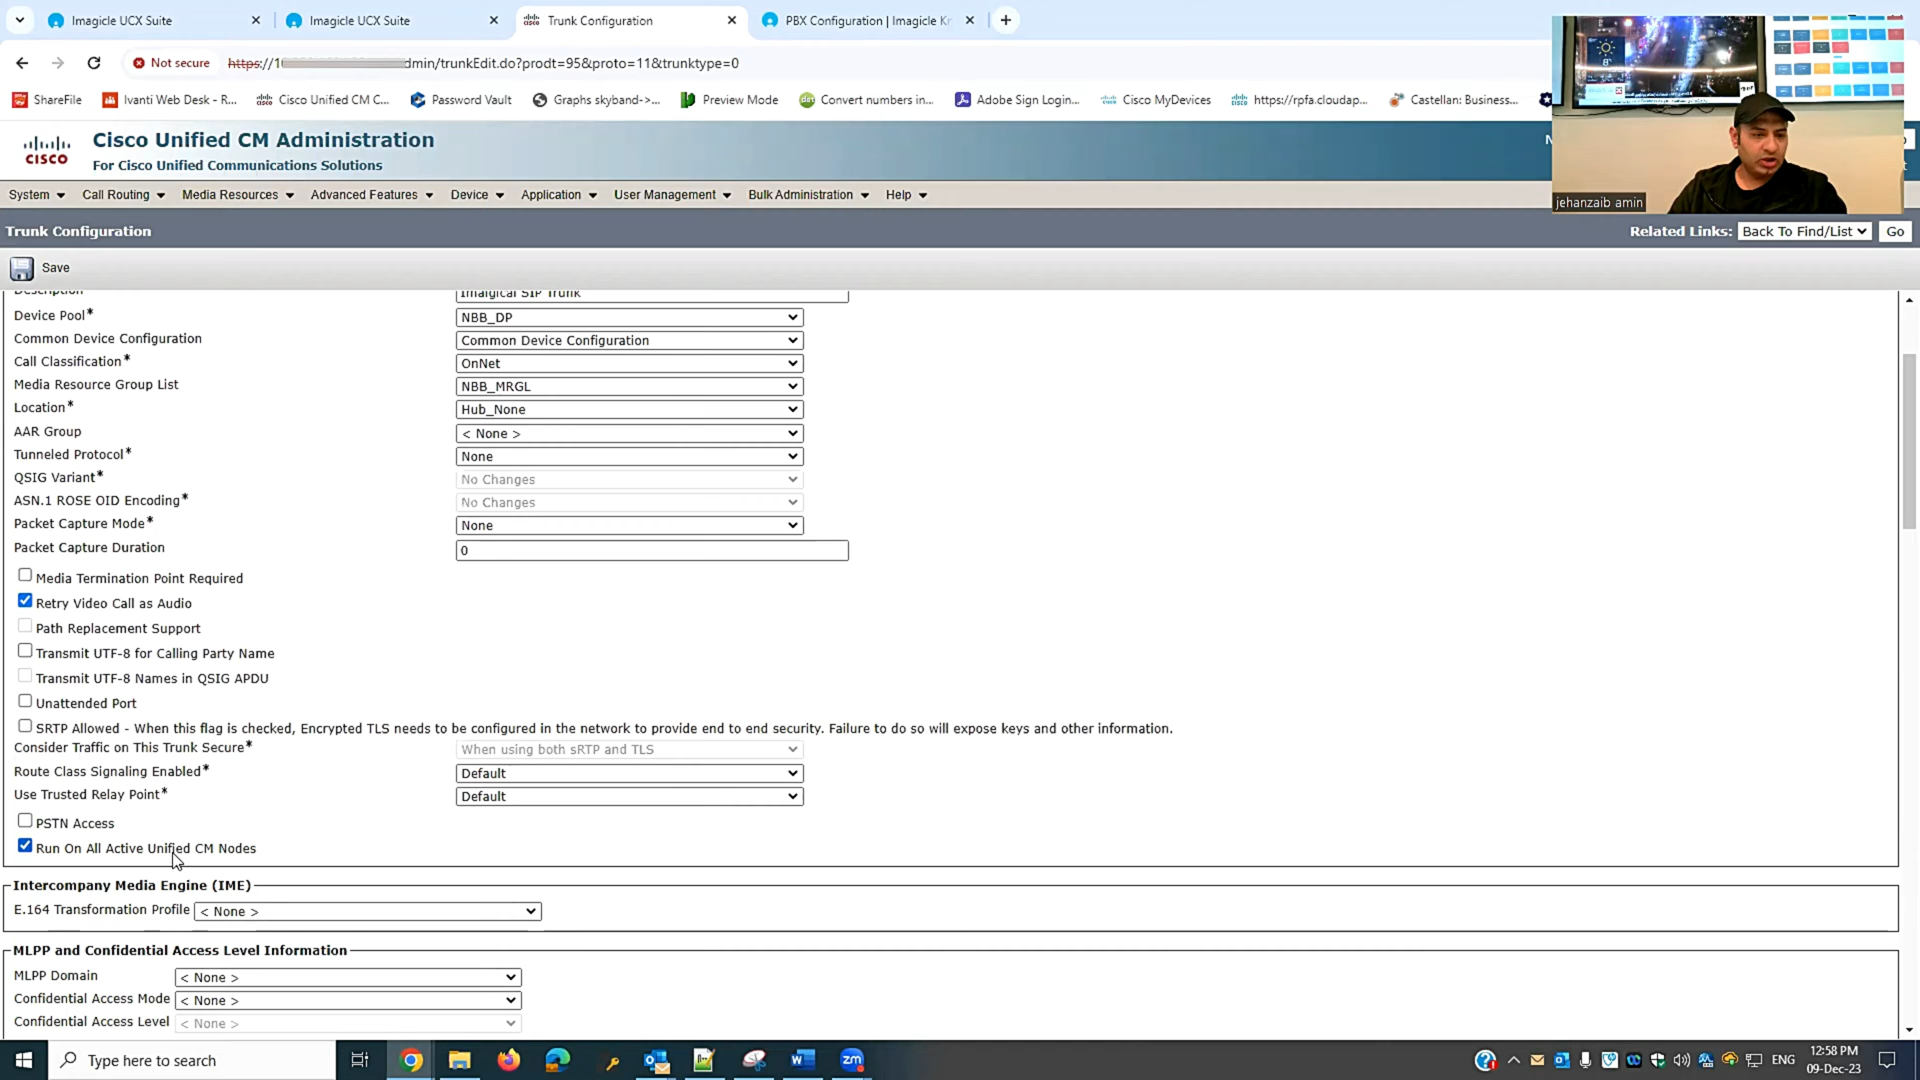 Imagicle UCX Suite
Imagicle UCX Suite
Trunk Configuration
PBX Configuration | Imagicle Kn
Not secure
https://1 dmin/trunkEdit.do?prodt=95&proto=11&trunktype=0
ShareFile
Ivanti Web Desk - R...
Cisco Unified CM C...
Password Vault
Graphs skyband->...
Preview Mode
Convert numbers in...
Adobe Sign Login...
Cisco MyDevices
https://rpfa.cloudap...
Castellan: Business...
CISCO
Cisco Unified CM Administration
For Cisco Unified Communications Solutions
N
jehanzaib amin
System
Call Routing
Media Resources
Advanced Features
Device
Application
User Management
Bulk Administration
Help
Trunk Configuration
Related Links: Back To Find/List Go
Save
Description Imaigical SIP Trunk
Device Pool* NBB_DP
Common Device Configuration Common Device Configuration
Call Classification* OnNet
Media Resource Group List NBB_MRGL
Location* Hub_None
AAR Group < None >
Tunneled Protocol* None
QSIG Variant* No Changes
ASN.1 ROSE OID Encoding* No Changes
Packet Capture Mode* None
Packet Capture Duration 0
Media Termination Point Required
Retry Video Call as Audio
Path Replacement Support
Transmit UTF-8 for Calling Party Name
Transmit UTF-8 Names in QSIG APDU
Unattended Port
SRTP Allowed - When this flag is checked, Encrypted TLS needs to be configured in the network to provide end to end security. Failure to do so will expose keys and other information.
Consider Traffic on This Trunk Secure* When using both sRTP and TLS
Route Class Signaling Enabled* Default
Use Trusted Relay Point* Default
PSTN Access
Run On All Active Unified CM Nodes
Intercompany Media Engine (IME)
E.164 Transformation Profile < None >
MLPP and Confidential Access Level Information
MLPP Domain < None >
Confidential Access Mode < None >
Confidential Access Level < None >
Type here to search
zm
ENG
12:58 PM
09-Dec-23